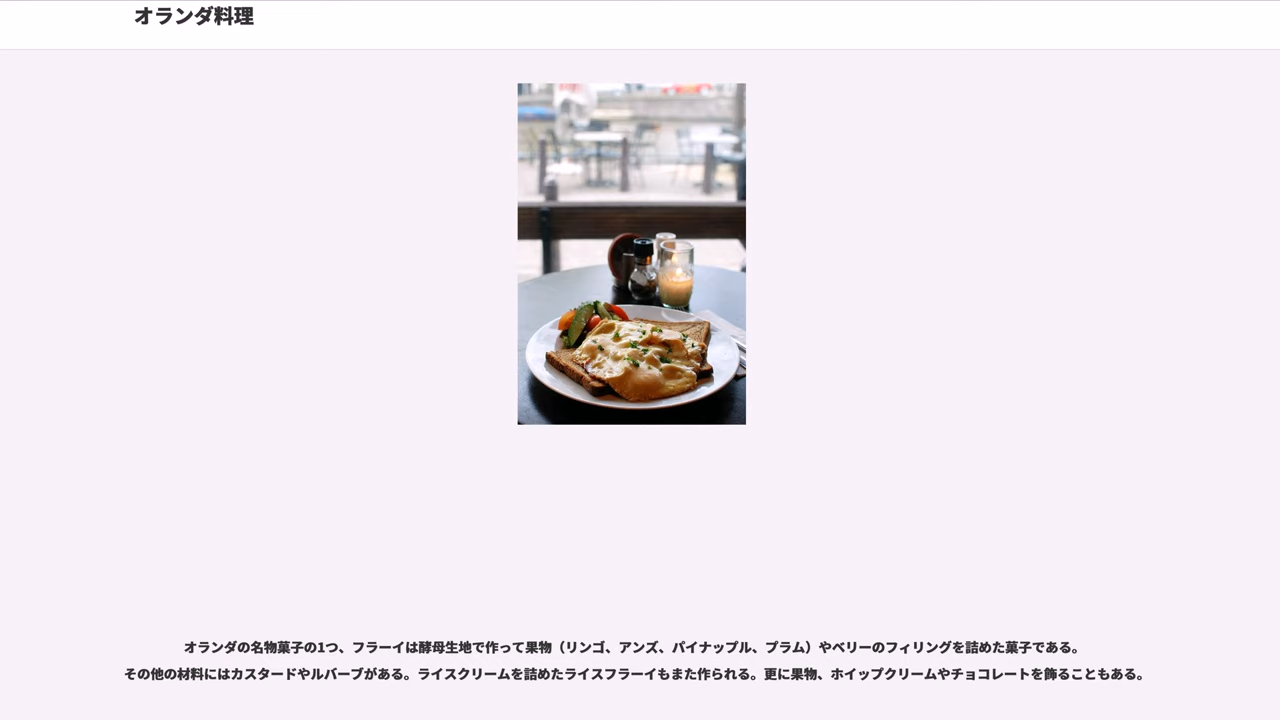 オランダ料理
オランダの名物菓子の1つ、フラーイは酵母生地で作って果物（リンゴ、アンズ、パイナップル、プラム）やベリーのフィリングを詰めた菓子である。
その他の材料にはカスタードやルバーブがある。ライスクリームを詰めたライスフラーイもまた作られる。更に果物、ホイップクリームやチョコレートを飾ることもある。